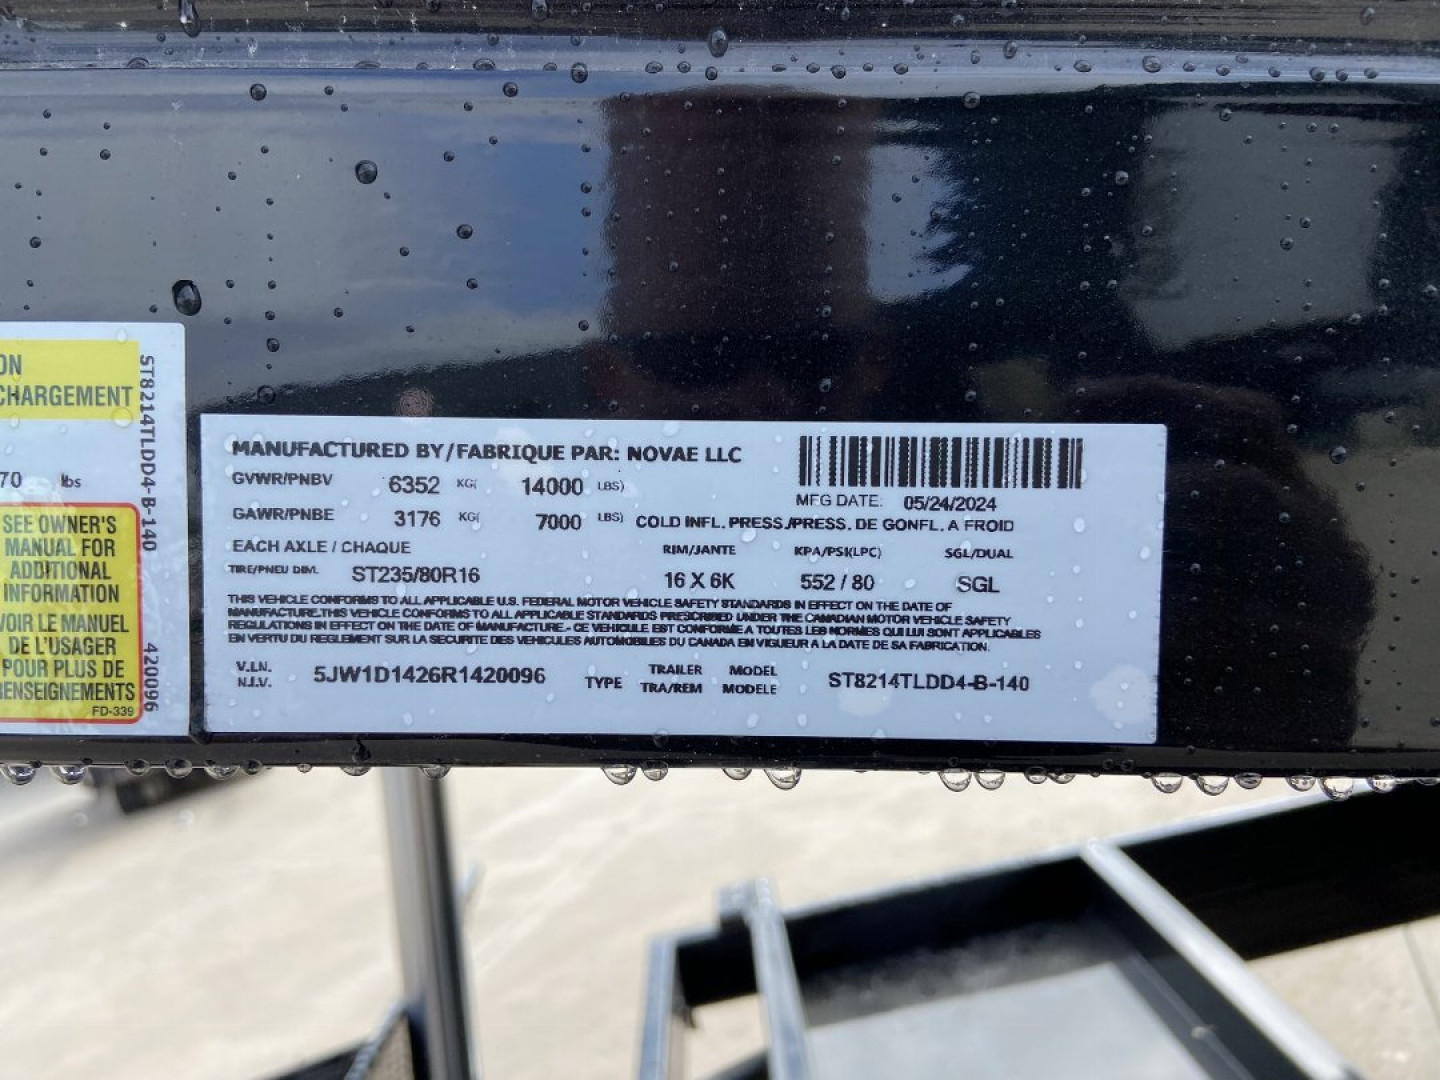 ON
CHARGEMENT
70 lbs
SEE OWNER'S
MANUAL FOR
ADDITIONAL
INFORMATION
VOIR LE MANUEL
DE L'USAGER
POUR PLUS DE
RENSEIGNEMENTS
FD-339
ST8214TLDD4-B-140
420096
MANUFACTURED BY/FABRIQUE PAR: NOVAE LLC
GVWR/PNBV 6352 KG( 14000 LBS)
MFG DATE: 05/24/2024
GAWR/PNBE 3176 KG( 7000 LBS) COLD INFL. PRESS./PRESS. DE GONFL. A FROID
EACH AXLE / CHAQUE RIM/JANTE KPA/PSI(LPC) SGL/DUAL
TIRE/PNEU DIM. ST235/80R16 16 X 6K 552 / 80 SGL
THIS VEHICLE CONFORMS TO ALL APPLICABLE U.S. FEDERAL MOTOR VEHICLE SAFETY STANDARDS IN EFFECT ON THE DATE OF
MANUFACTURE.THIS VEHICLE CONFORMS TO ALL APPLICABLE STANDARDS PRESCRIBED UNDER THE CANADIAN MOTOR VEHICLE SAFETY
REGULATIONS IN EFFECT ON THE DATE OF MANUFACTURE - CE VEHICULE EST CONFORME A TOUTES LES NORMES QUI LUI SONT APPLICABLES
EN VERTU DU REGLEMENT SUR LA SECURITE DES VEHICULES AUTOMOBILES DU CANADA EM VIGUEUR A LA DATE DE SA FABRICATION.
V.I.N. 5JW1D1426R1420096 TYPE TRAILER MODEL ST8214TLDD4-B-140
N.I.V. TRA/REM MODELE